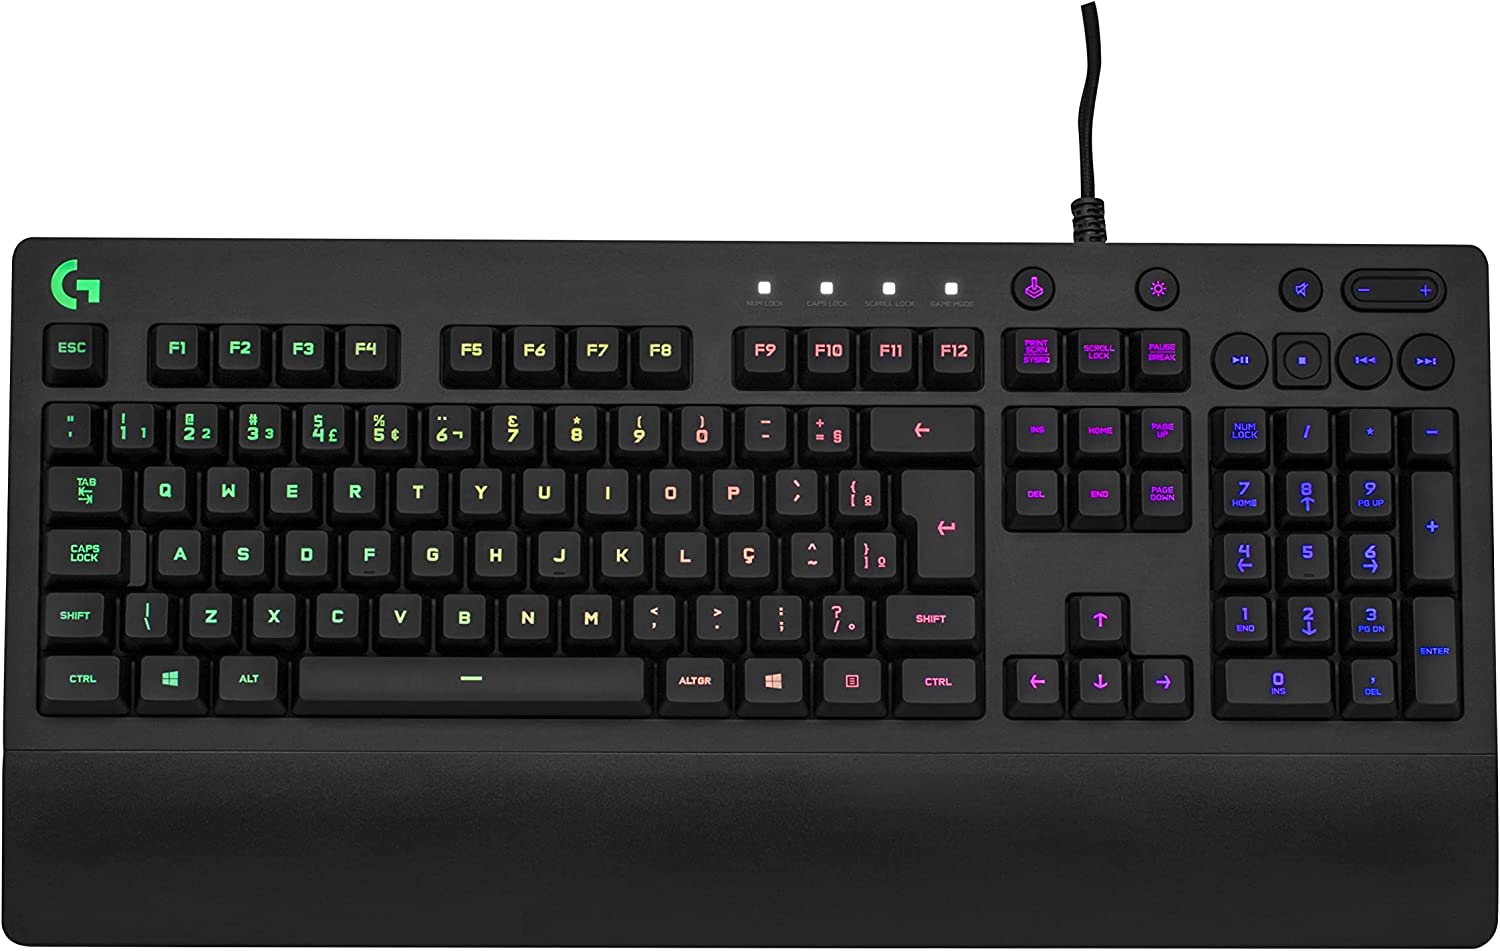 G
NUM LOCK CAPS LOCK SCROLL LOCK GAME MODE
- +
ESC F1 F2 F3 F4 F5 F6 F7 F8 F9 F10 F11 F12 PRINT SCRN SYSRQ SCROLL LOCK PAUSE BREAK
" ' ! 1 ¹ @ 2 ² # 3 ³ $ 4 £ % 5 ¢ ¨ 6 ¬ & 7 * 8 ( 9 ) 0 _ - + = § ← INS HOME PAGE UP NUM LOCK / * -
TAB Q W E R T Y U I O P ` ´ { [ ª DEL END PAGE DOWN 7 HOME 8 ↑ 9 PG UP +
CAPS LOCK A S D F G H J K L Ç ^ ~ } ] º ↵ 4 ← 5 6 →
SHIFT | \ Z X C V B N M < , > . : ; ? / ° SHIFT ↑ 1 END 2 ↓ 3 PG DN ENTER
CTRL ALT ALT GR CTRL ← ↓ → 0 INS , DEL